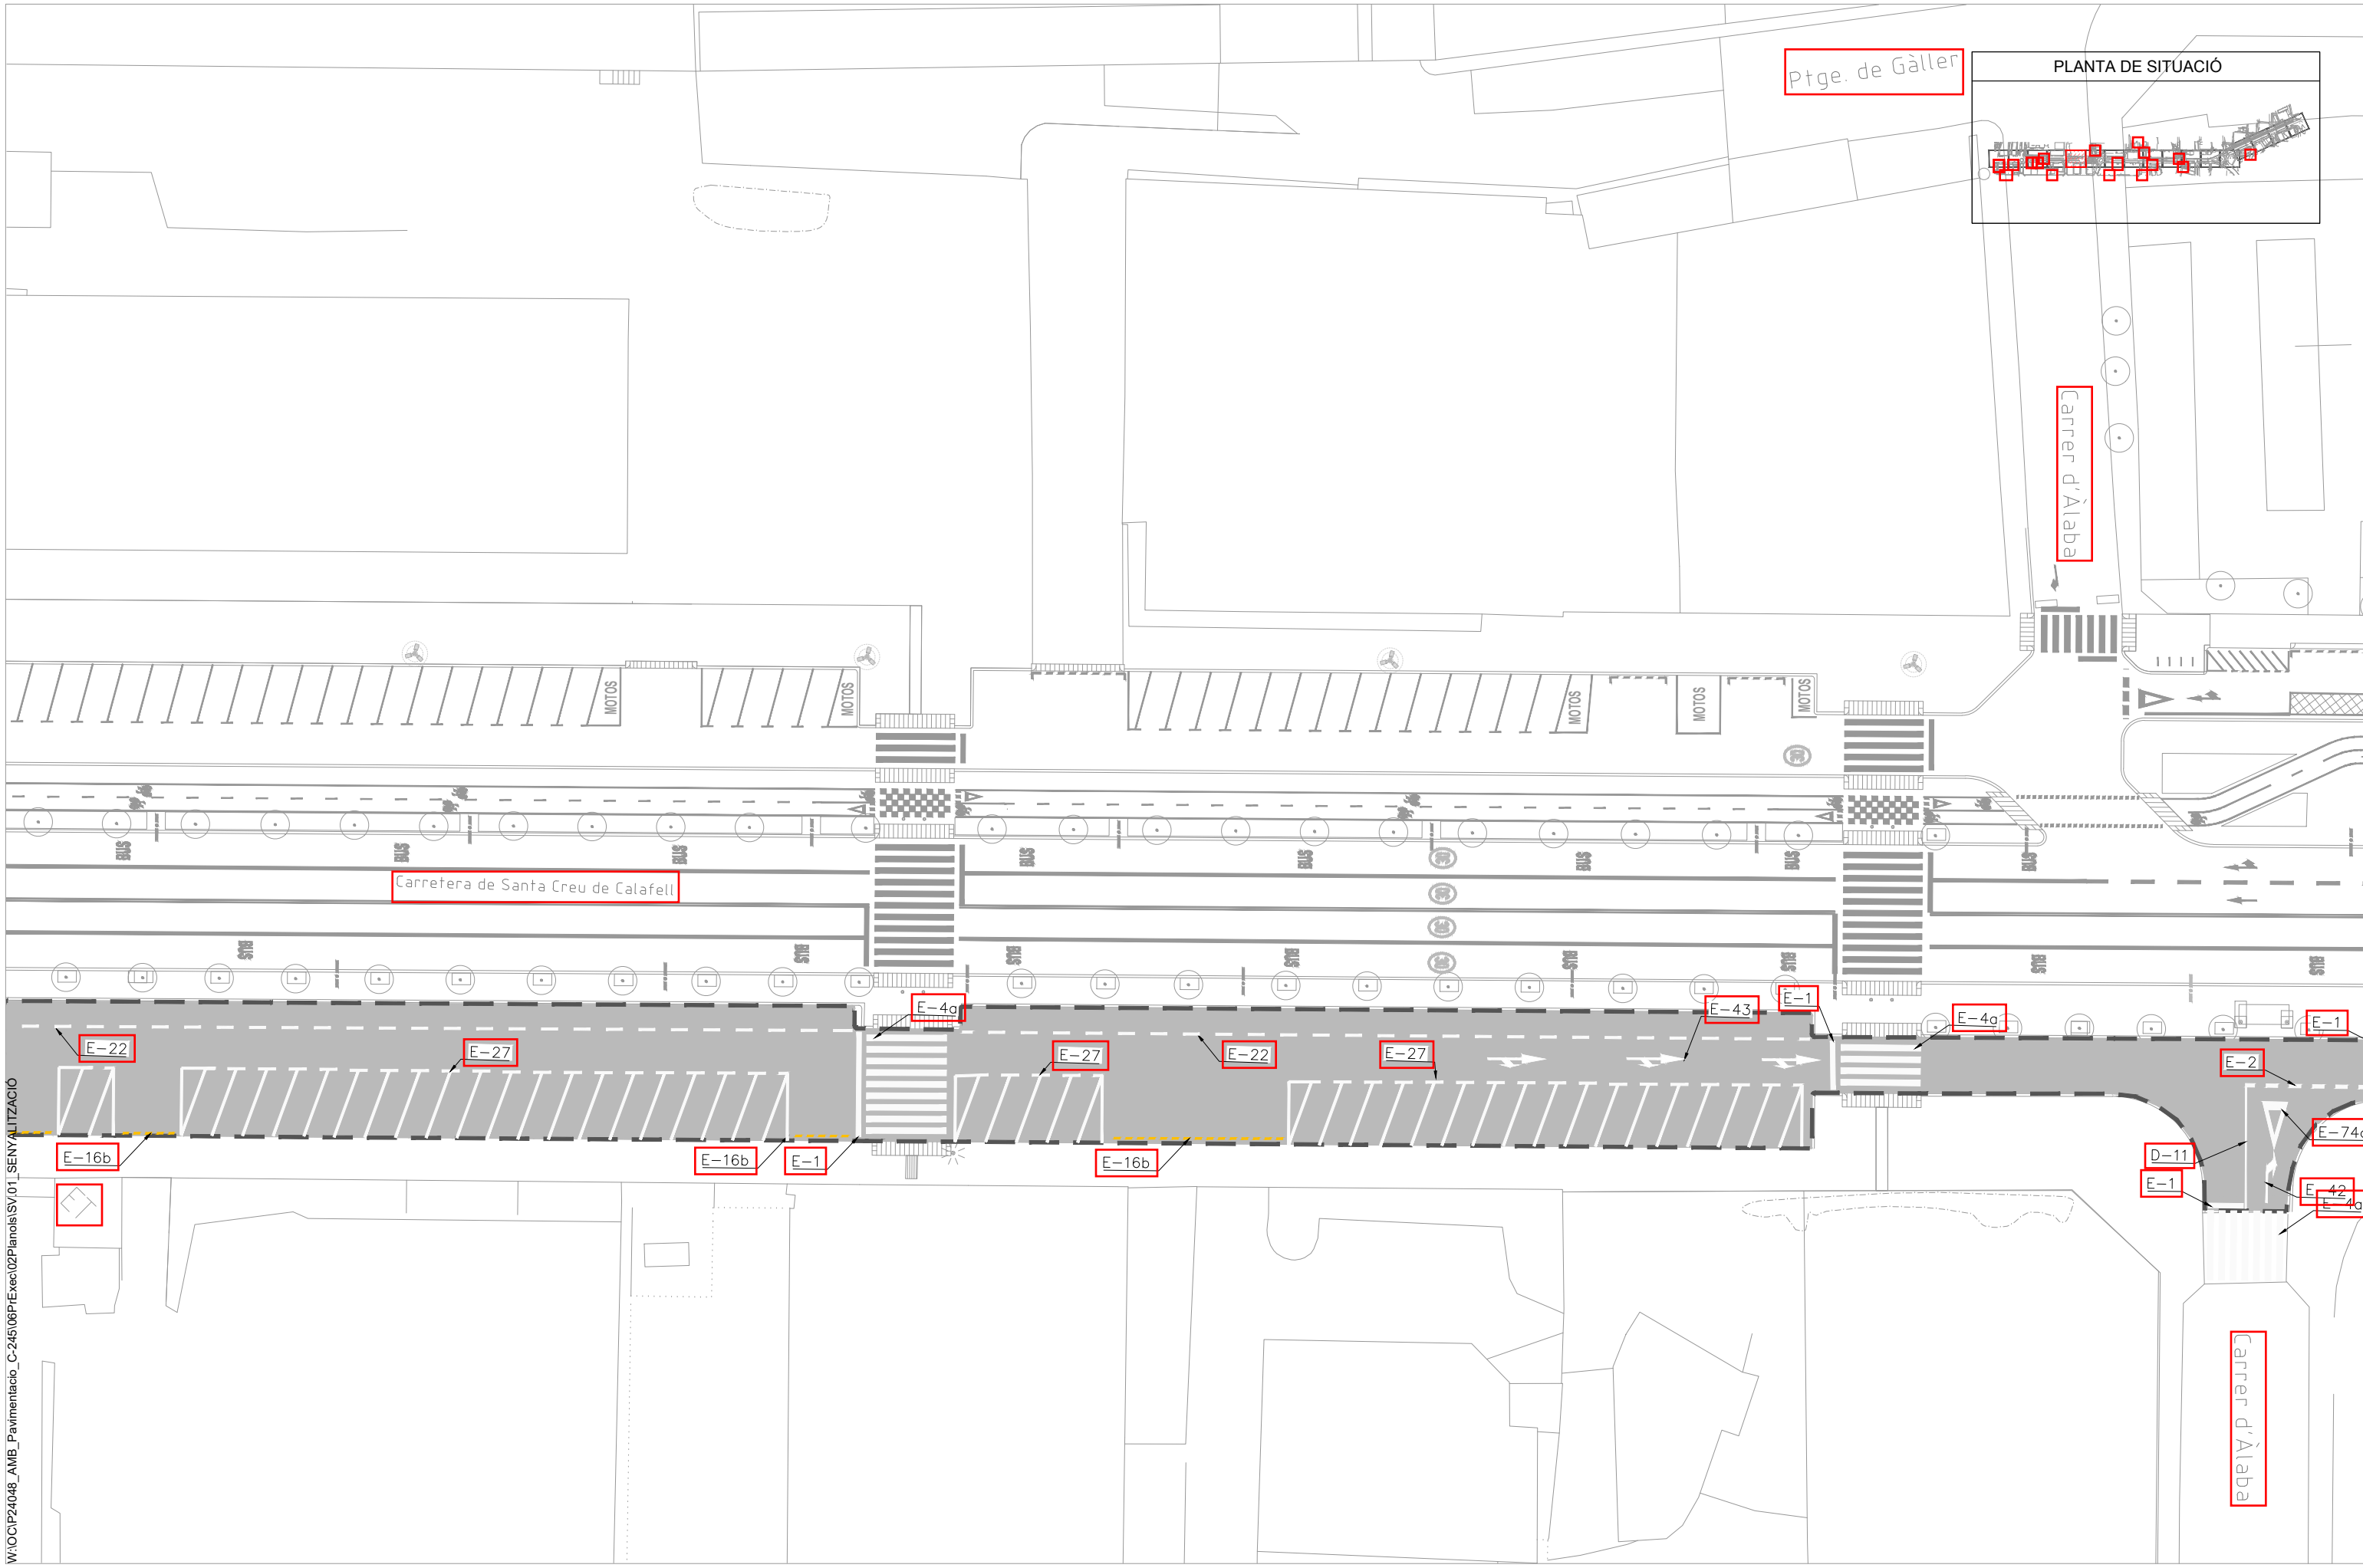 Ptge. de Gàller
PLANTA DE SITUACIÓ
Carrer d'Àlaba
MOTOS
MOTOS
MOTOS
MOTOS
MOTOS
BUS
BUS
BUS
BUS
BUS
BUS
BUS
BUS
Carretera de Santa Creu de Calafell
BUS
BUS
BUS
BUS
BUS
BUS
BUS
BUS
E-4a
E-43
E-1
E-4a
E-1
E-22
E-27
E-27
E-22
E-27
E-2
E-74
E-16b
E-16b
E-1
E-16b
D-11
E-1
E-42
E-4a
Carrer d'Àlaba
W:\OC\P24048_AMB_Pavimentacio_C-245\06PrExec\02Planols\SV.01_SENYALITZACIÓ